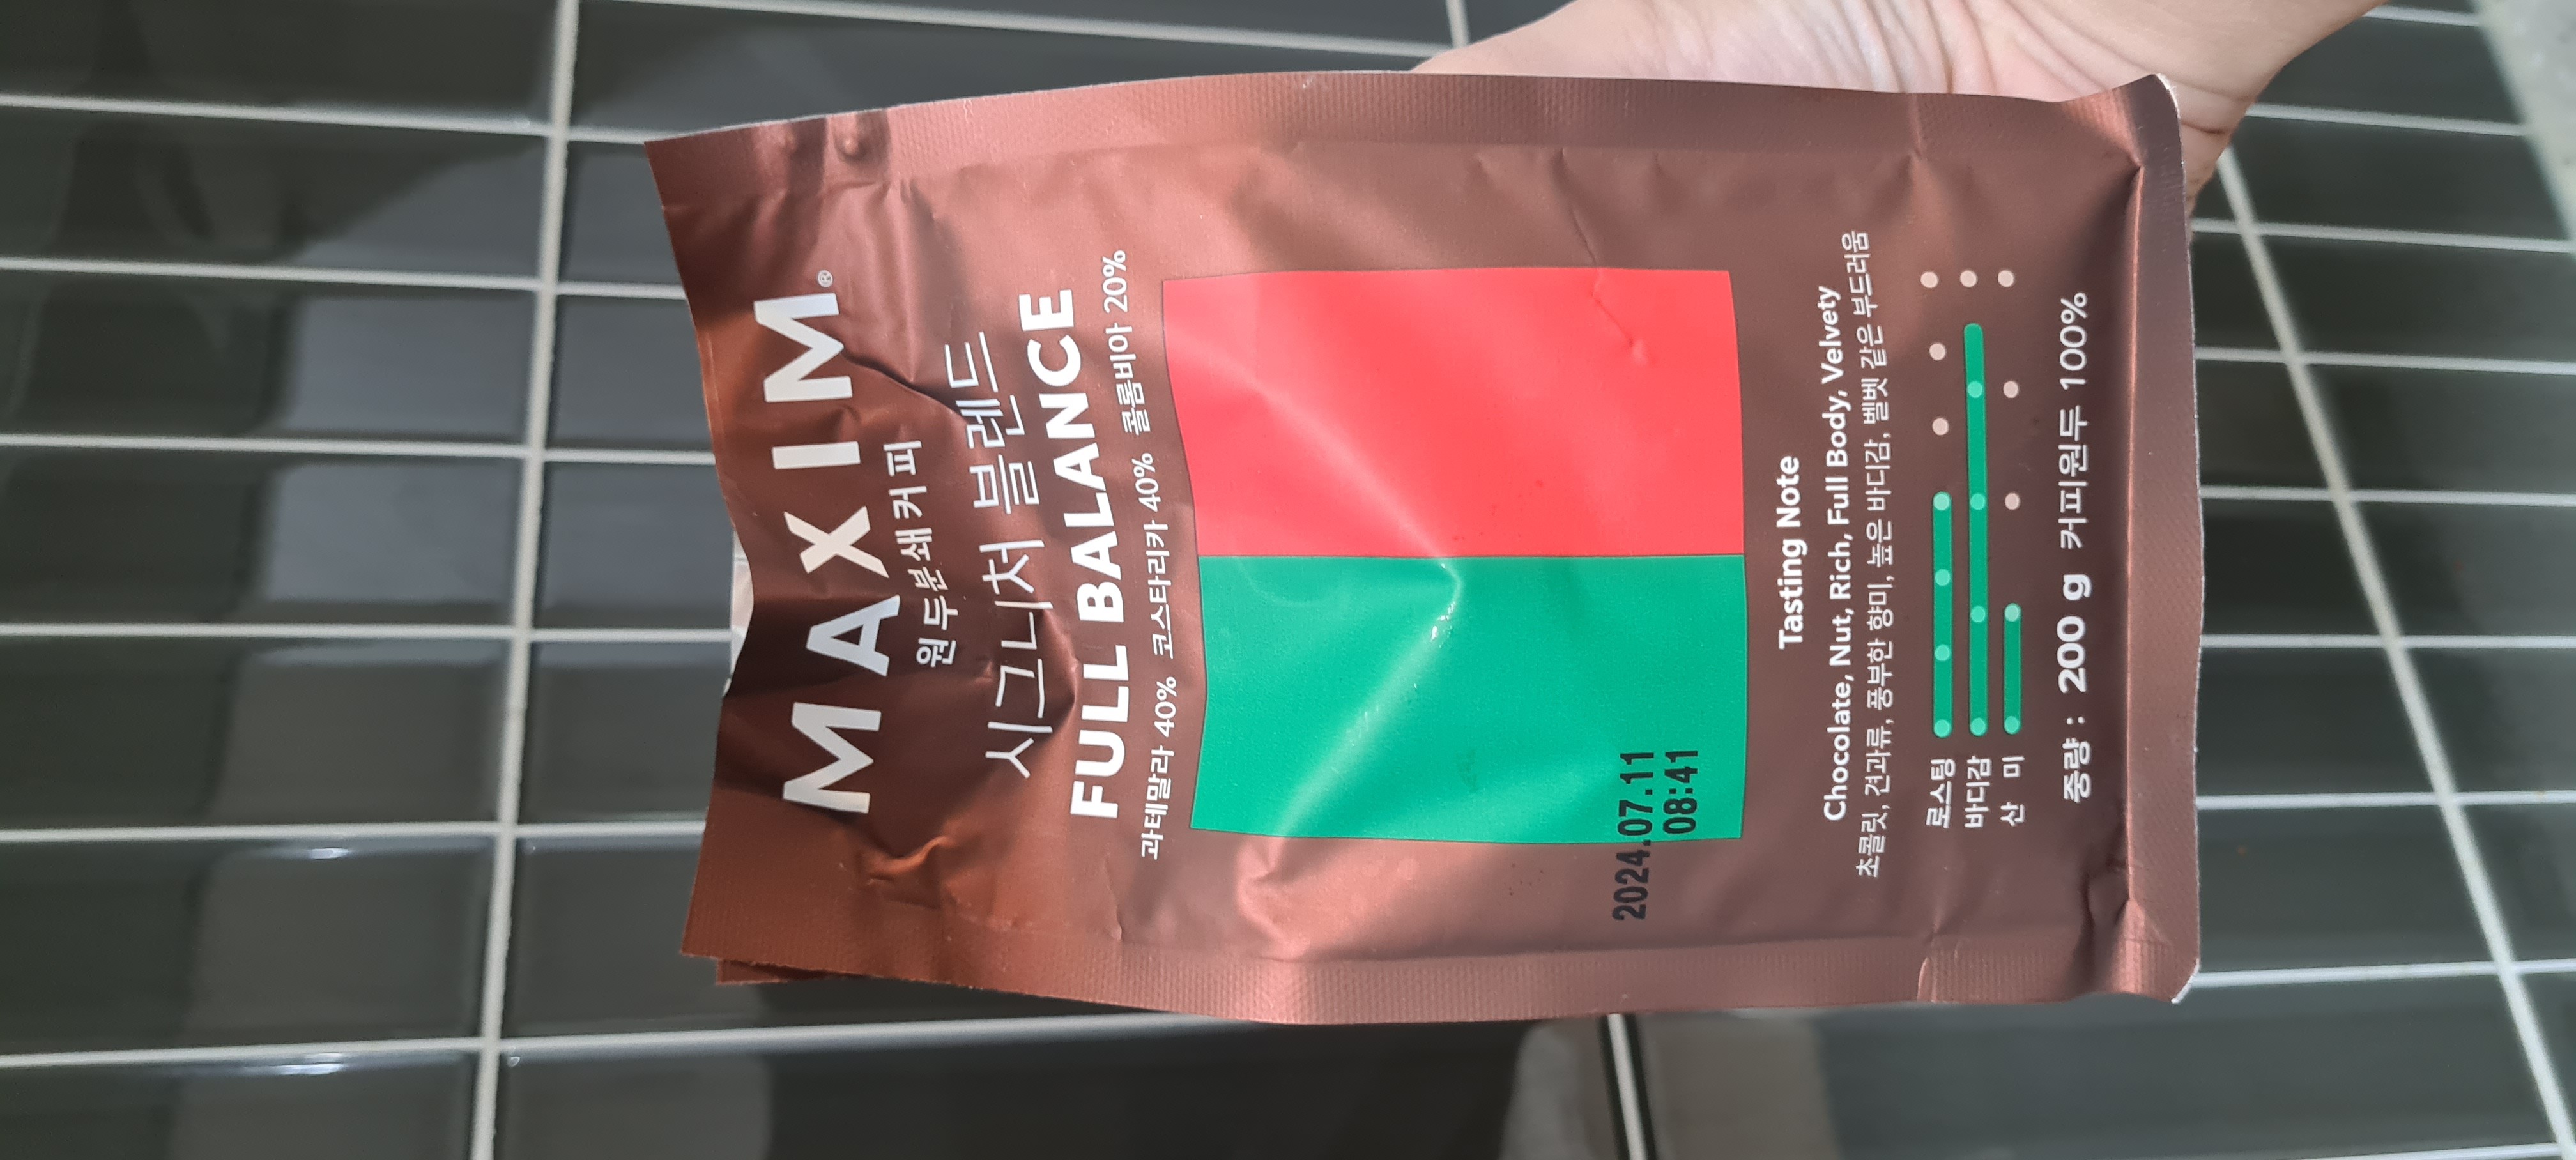 MAXIM®
원두분쇄커피
시그니처 블렌드
FULL BALANCE
과테말라 40% 코스타리카 40% 콜롬비아 20%
2024.07.11
08:41
Tasting Note
Chocolate, Nut, Rich, Full Body, Velvety
초콜릿, 견과류, 풍부한 향미, 높은 바디감, 벨벳 같은 부드러움
로스팅
바디감
산 미
중량 : 200 g 커피원두 100%